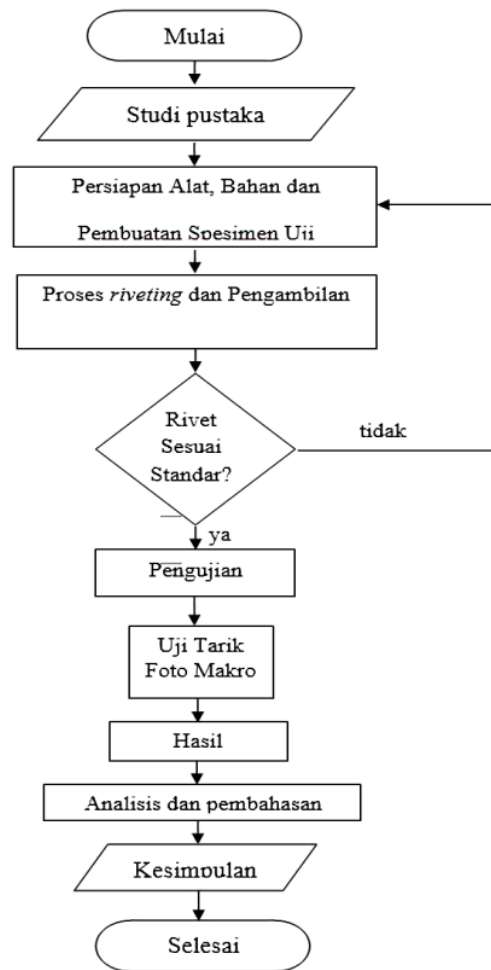 Mulai
Studi pustaka
Persiapan Alat, Bahan dan
Pembuatan Spesimen Uji
Proses riveting dan Pengambilan
Rivet
Sesuai
Standar?
tidak
ya
Pengujian
Uji Tarik
Foto Makro
Hasil
Analisis dan pembahasan
Kesimpulan
Selesai